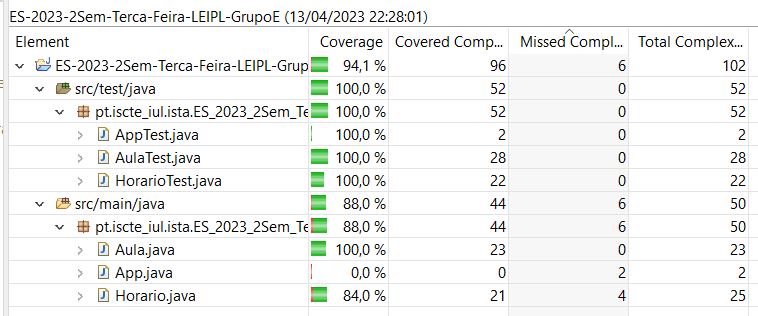 ES-2023-2Sem-Terca-Feira-LEIPL-GrupoE (13/04/2023 22:28:01)
Element Coverage Covered Comp... Missed Compl... Total Complex...
ES-2023-2Sem-Terca-Feira-LEIPL-Grup 94,1 % 96 6 102
src/test/java 100,0 % 52 0 52
pt.iscte_iul.ista.ES_2023_2Sem_Te 100,0 % 52 0 52
AppTest.java 100,0 % 2 0 2
AulaTest.java 100,0 % 28 0 28
HorarioTest.java 100,0 % 22 0 22
src/main/java 88,0 % 44 6 50
pt.iscte_iul.ista.ES_2023_2Sem_Te 88,0 % 44 6 50
Aula.java 100,0 % 23 0 23
App.java 0,0 % 0 2 2
Horario.java 84,0 % 21 4 25